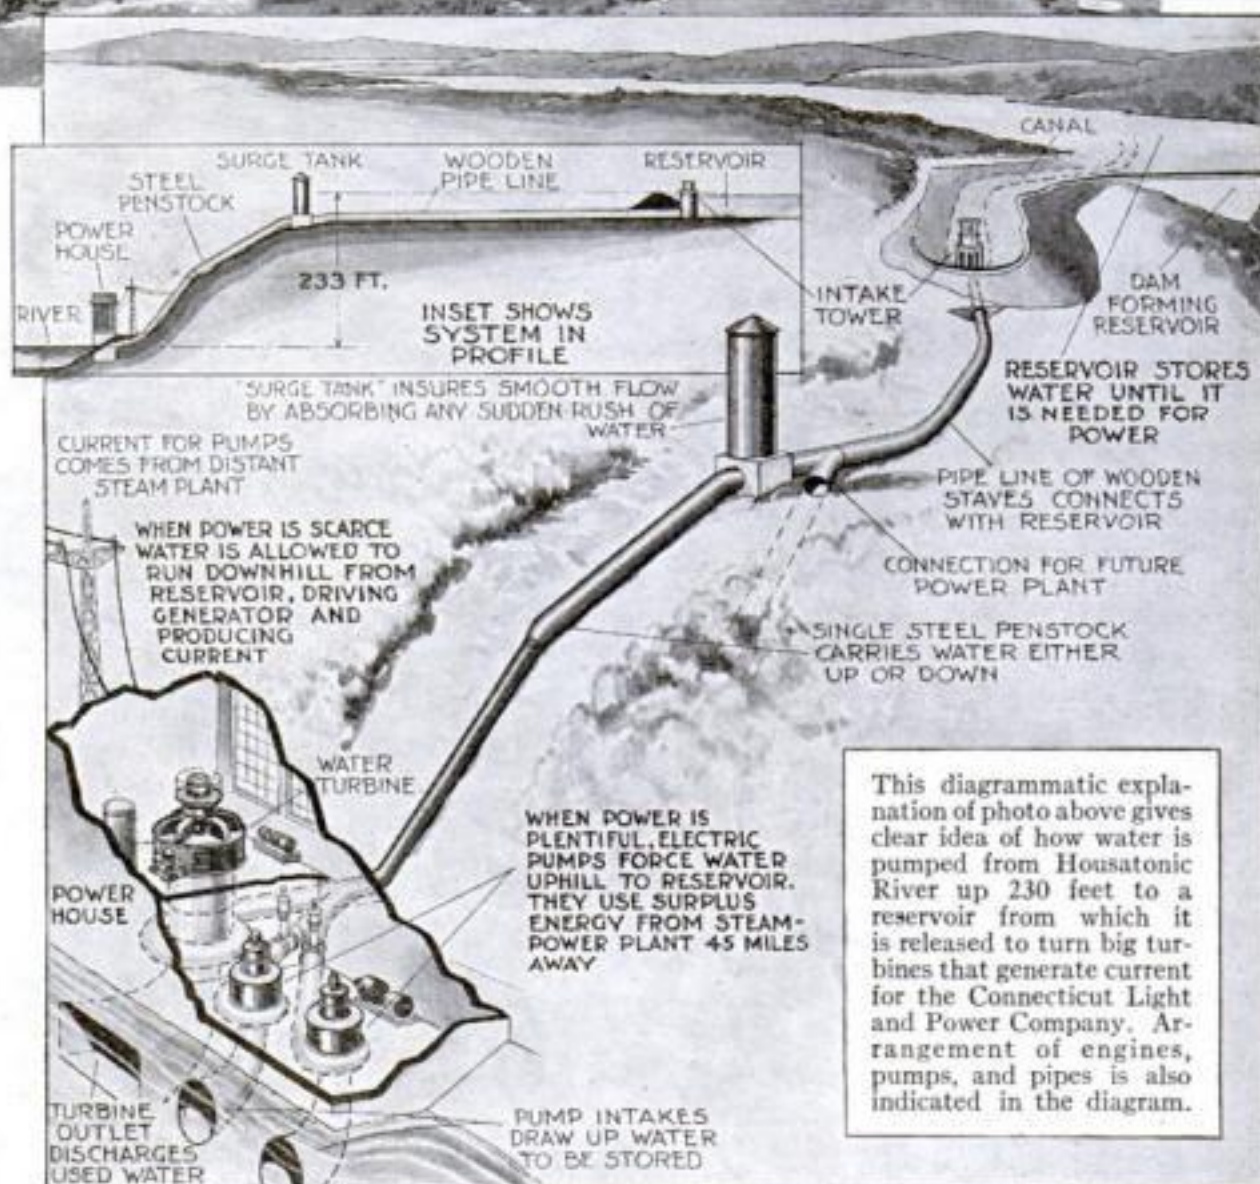 CANAL
SURGE TANK
WOODEN
PIPE LINE
RESERVOIR
STEEL
PENSTOCK
POWER
HOUSE
233 FT.
RIVER
INSET SHOWS
SYSTEM IN
PROFILE
INTAKE
TOWER
DAM
FORMING
RESERVOIR
"SURGE TANK" INSURES SMOOTH FLOW
BY ABSORBING ANY SUDDEN RUSH OF
WATER
RESERVOIR STORES
WATER UNTIL IT
IS NEEDED FOR
POWER
CURRENT FOR PUMPS
COMES FROM DISTANT
STEAM PLANT
PIPE LINE OF WOODEN
STAVES CONNECTS
WITH RESERVOIR
WHEN POWER IS SCARCE
WATER IS ALLOWED TO
RUN DOWNHILL FROM
RESERVOIR, DRIVING
GENERATOR AND
PRODUCING
CURRENT
CONNECTION FOR FUTURE
POWER PLANT
SINGLE STEEL PENSTOCK
CARRIES WATER EITHER
UP OR DOWN
WATER
TURBINE
WHEN POWER IS
PLENTIFUL, ELECTRIC
PUMPS FORCE WATER
UPHILL TO RESERVOIR.
THEY USE SURPLUS
ENERGY FROM STEAM-
POWER PLANT 45 MILES
AWAY
POWER
HOUSE
This diagrammatic expla-
nation of photo above gives
clear idea of how water is
pumped from Housatonic
River up 230 feet to a
reservoir from which it
is released to turn big tur-
bines that generate current
for the Connecticut Light
and Power Company. Ar-
rangement of engines,
pumps, and pipes is also
indicated in the diagram.
TURBINE
OUTLET
DISCHARGES
USED WATER
PUMP INTAKES
DRAW UP WATER
TO BE STORED